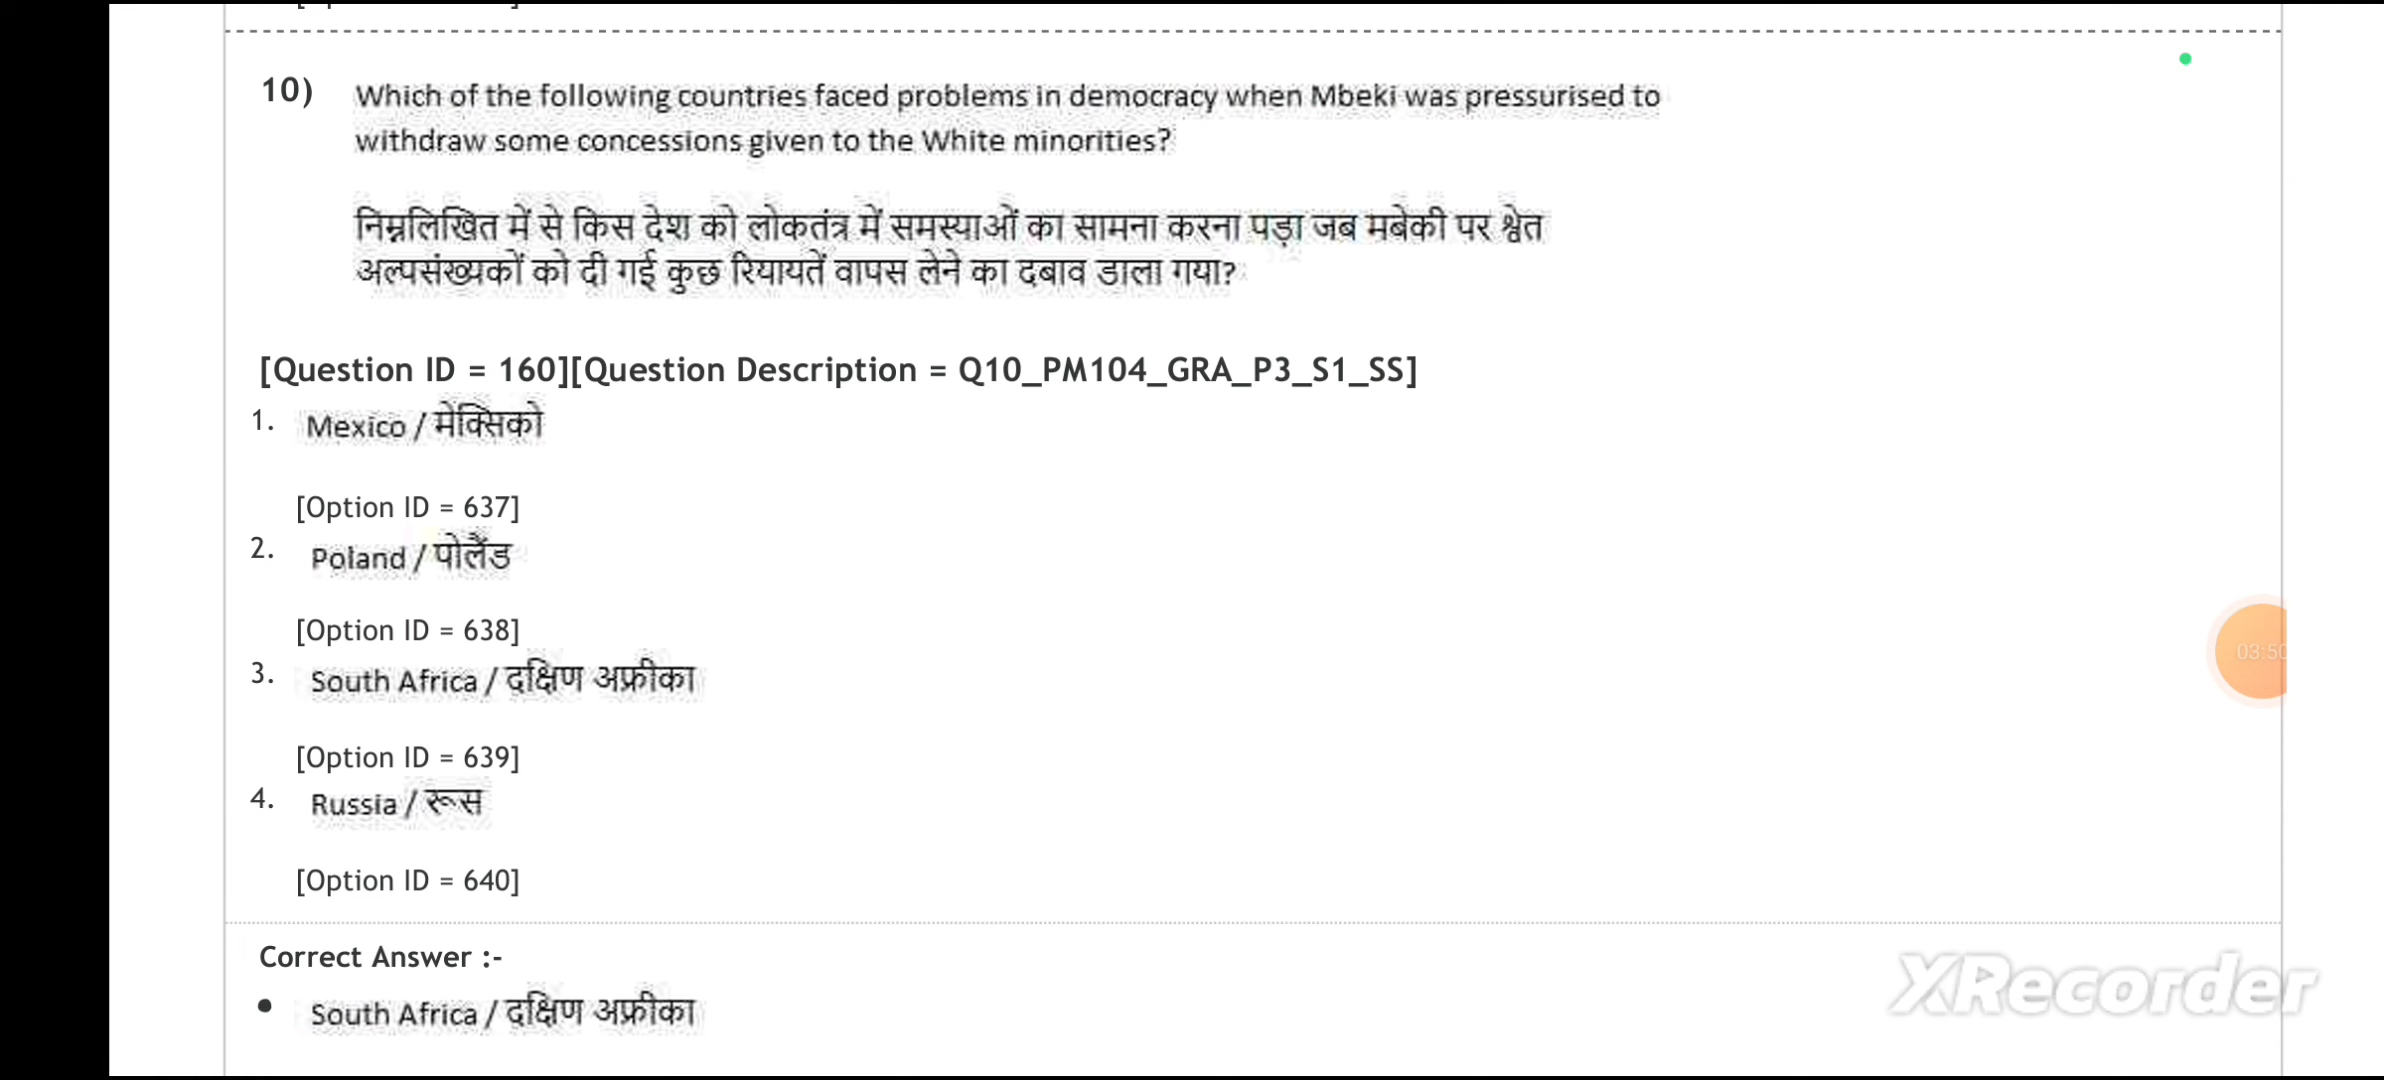 10) Which of the following countries faced problems in democracy when Mbeki was pressurised to
withdraw some concessions given to the White minorities?
निम्नलिखित में से किस देश को लोकतंत्र में समस्याओं का सामना करना पड़ा जब मबेकी पर श्वेत
अल्पसंख्यकों को दी गई कुछ रियायतें वापस लेने का दबाव डाला गया?
[Question ID = 160][Question Description = Q10_PM104_GRA_P3_S1_SS]
1. Mexico / मेक्सिको
[Option ID = 637]
2. Poland / पोलैंड
[Option ID = 638]
3. South Africa / दक्षिण अफ्रीका
03:50
[Option ID = 639]
4. Russia / रूस
[Option ID = 640]
Correct Answer :-
• South Africa / दक्षिण अफ्रीका
XRecorder